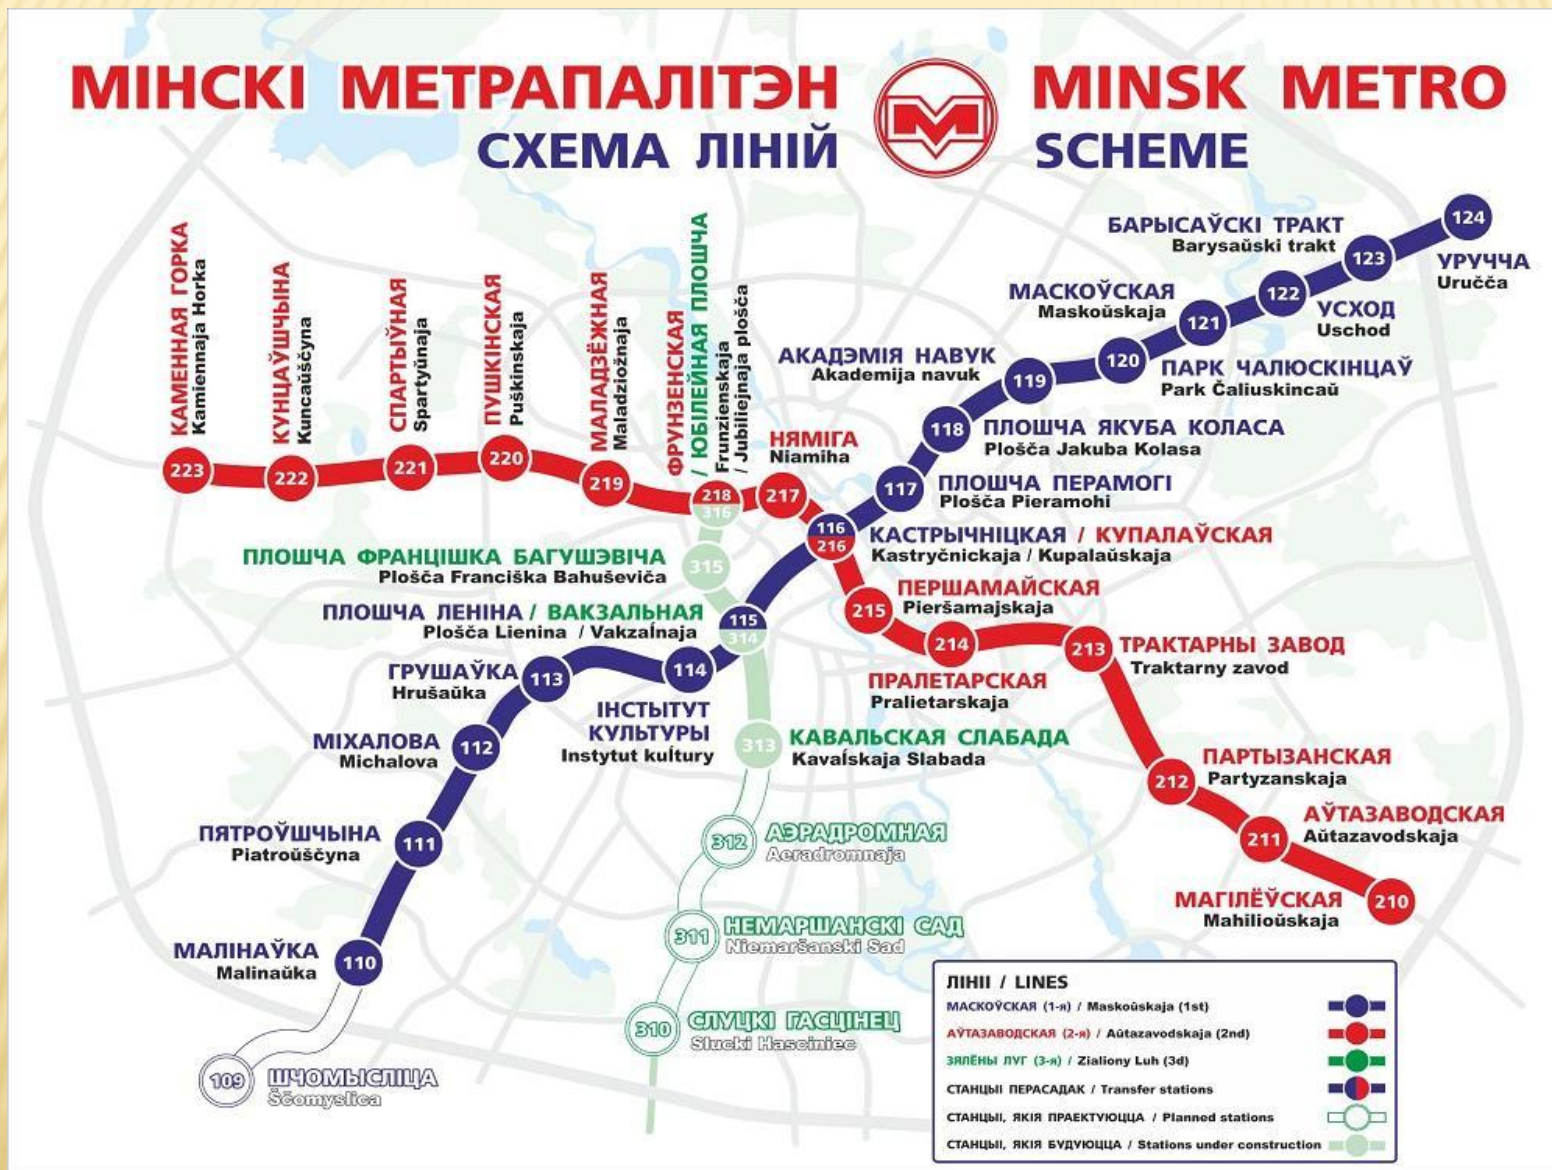 МІНСКІ МЕТРАПАЛІТЭН
СХЕМА ЛІНІЙ
MINSK METRO
SCHEME
КАМЕННАЯ ГОРКА
Kamiennaja Horka
223
КУНЦАЎШЧЫНА
Kuncaŭščyna
222
СПАРТЫЎНАЯ
Spartyŭnaja
221
ПУШКІНСКАЯ
Puškinskaja
220
МАЛАДЗЁЖНАЯ
Maladziožnaja
219
ФРУНЗЕНСКАЯ
/ ЮБІЛЕЙНАЯ ПЛОШЧА
Frunzienskaja
/ Jubiliejnaja plošča
218
316
НЯМІГА
Niamiha
217
124
УРУЧЧА
Uručča
БАРЫСАЎСКІ ТРАКТ
Barysaŭski trakt
123
122
УСХОД
Uschod
МАСКОЎСКАЯ
Maskoŭskaja
121
120
ПАРК ЧАЛЮСКІНЦАЎ
Park Čaliuskincaŭ
АКАДЭМІЯ НАВУК
Akademija navuk
119
118
ПЛОШЧА ЯКУБА КОЛАСА
Plošča Jakuba Kolasa
117
ПЛОШЧА ПЕРАМОГІ
Plošča Pieramohi
116
216
КАСТРЫЧНІЦКАЯ / КУПАЛАЎСКАЯ
Kastryčnickaja / Kupalaŭskaja
ПЛОШЧА ФРАНЦІШКА БАГУШЭВІЧА
Plošča Franciška Bahuševiča
315
215
ПЕРШАМАЙСКАЯ
Pieršamajskaja
ПЛОШЧА ЛЕНІНА / ВАКЗАЛЬНАЯ
Plošča Lienina / Vakzaĺnaja
115
314
214
ПРАЛЕТАРСКАЯ
Pralietarskaja
213
ТРАКТАРНЫ ЗАВОД
Traktarny zavod
ГРУШАЎКА
Hrušaŭka
113
114
ІНСТЫТУТ
КУЛЬТУРЫ
Instytut kuĺtury
МІХАЛОВА
Michalova
112
313
КАВАЛЬСКАЯ СЛАБАДА
Kavaĺskaja Slabada
212
ПАРТЫЗАНСКАЯ
Partyzanskaja
ПЯТРОЎШЧЫНА
Piatroŭščyna
111
312
АЭРАДРОМНАЯ
Aeradromnaja
211
АЎТАЗАВОДСКАЯ
Aŭtazavodskaja
МАГІЛЁЎСКАЯ
Mahilioŭskaja
210
МАЛІНАЎКА
Malinaŭka
110
311
НЕМАРШАНСКІ САД
Niemaršanski Sad
310
СЛУЦКІ ГАСЦІНЕЦ
Slucki Hasciniec
109
ШЧОМЫСЛІЦА
Ščomyslica
ЛІНІІ / LINES
МАСКОЎСКАЯ (1-я) / Maskoŭskaja (1st)
АЎТАЗАВОДСКАЯ (2-я) / Aŭtazavodskaja (2nd)
ЗЯЛЁНЫ ЛУГ (3-я) / Zialiony Luh (3d)
СТАНЦЫІ ПЕРАСАДАК / Transfer stations
СТАНЦЫІ, ЯКІЯ ПРАЕКТУЮЦЦА / Planned stations
СТАНЦЫІ, ЯКІЯ БУДУЮЦЦА / Stations under construction